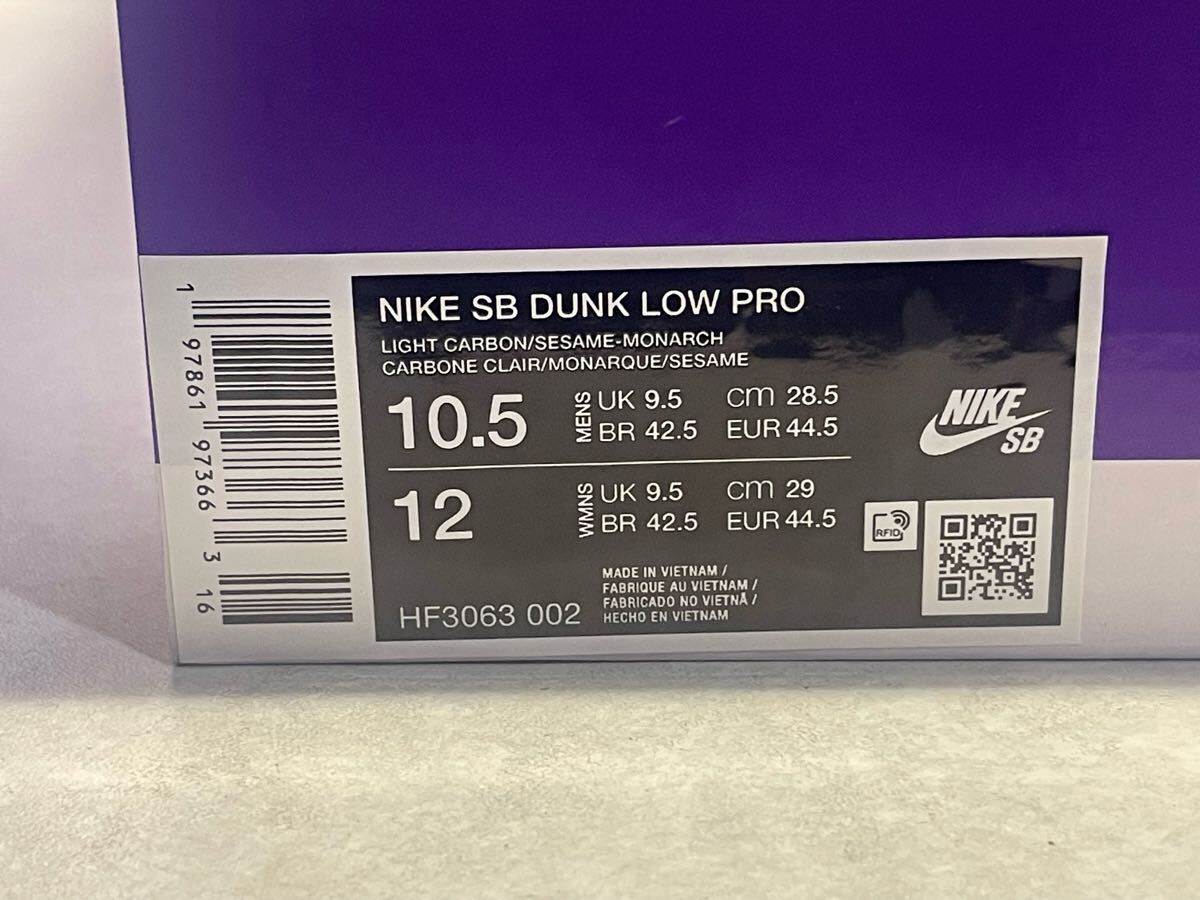 NIKE SB DUNK LOW PRO
LIGHT CARBON/SESAME-MONARCH
CARBONE CLAIR/MONARQUE/SESAME
10.5 MENS UK 9.5 cm 28.5
BR 42.5 EUR 44.5
12 WMNS UK 9.5 cm 29
BR 42.5 EUR 44.5
MADE IN VIETNAM /
FABRIQUE AU VIETNAM /
FABRICADO NO VIETNÃ /
HECHO EN VIETNAM
HF3063 002
NIKE
SB
RFID
1 97861 97366 3 16